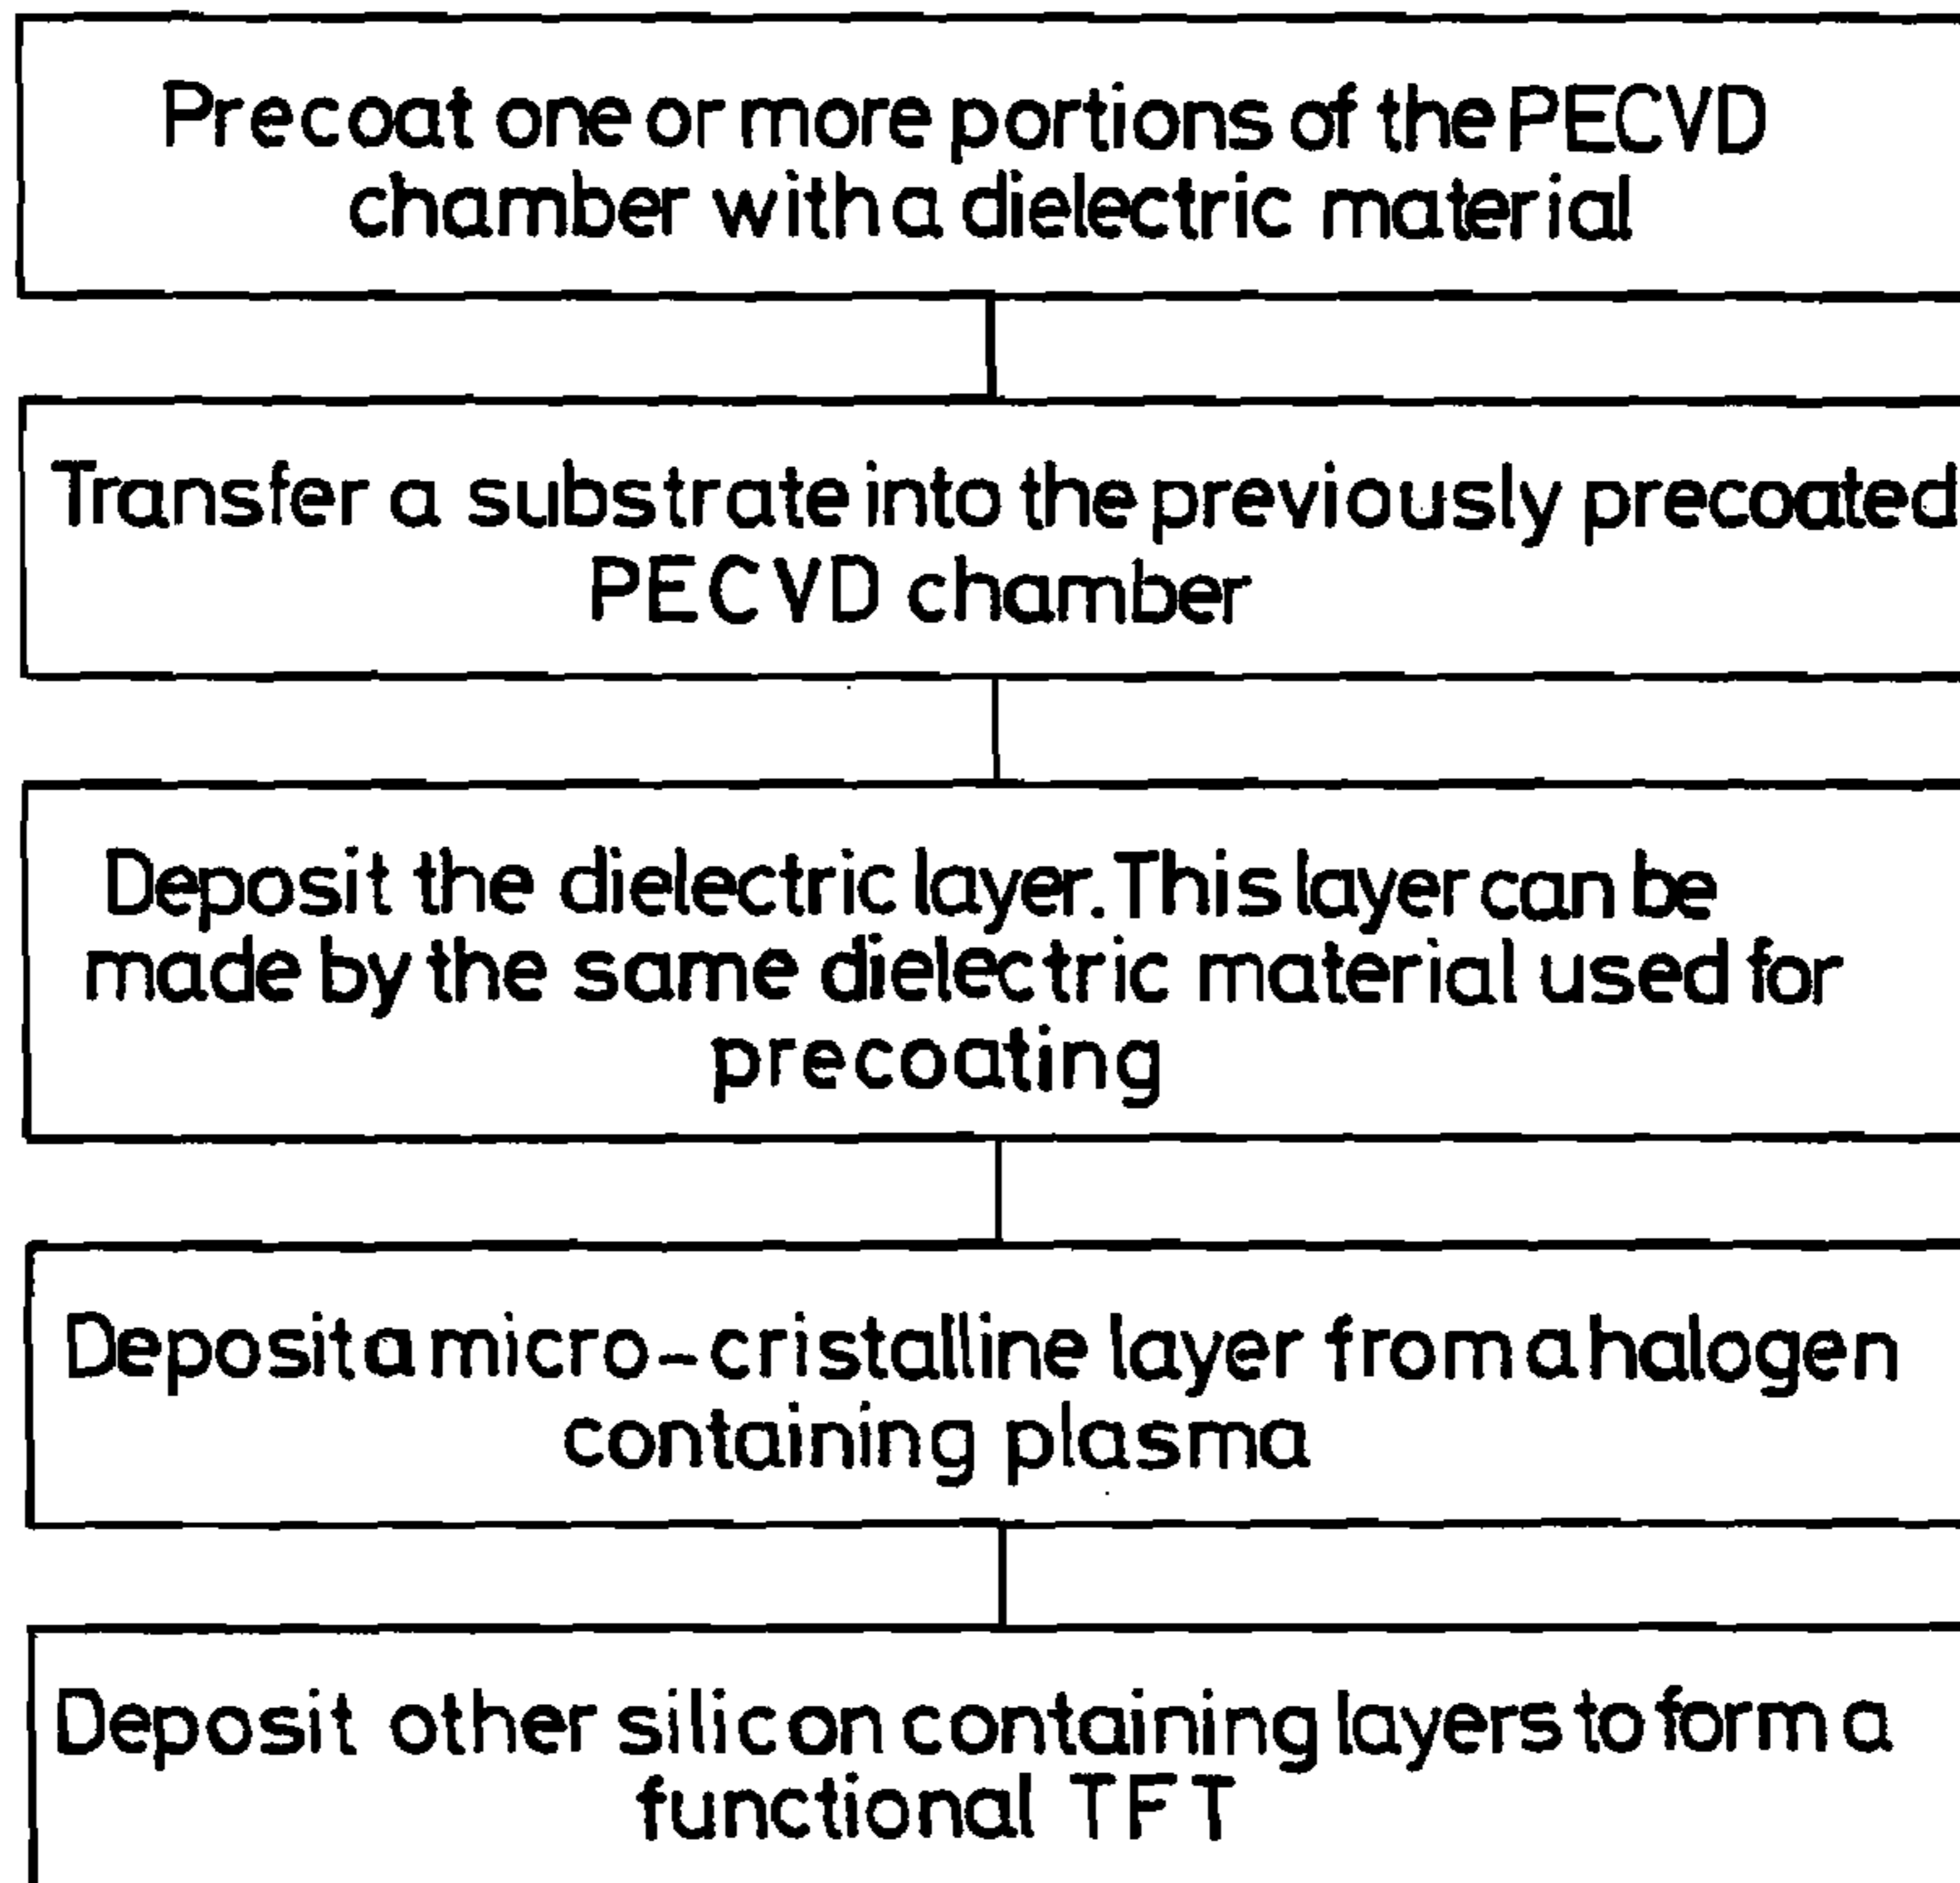 Precoat one or more portions of the PECVD
chamber with a dielectric material
Transfer a substrate into the previously precoated
PECVD chamber
Deposit the dielectric layer. This layer can be
made by the same dielectric material used for
precoating
Deposit a micro-cristalline layer from a halogen
containing plasma
Deposit other silicon containing layers to form a
functional TFT